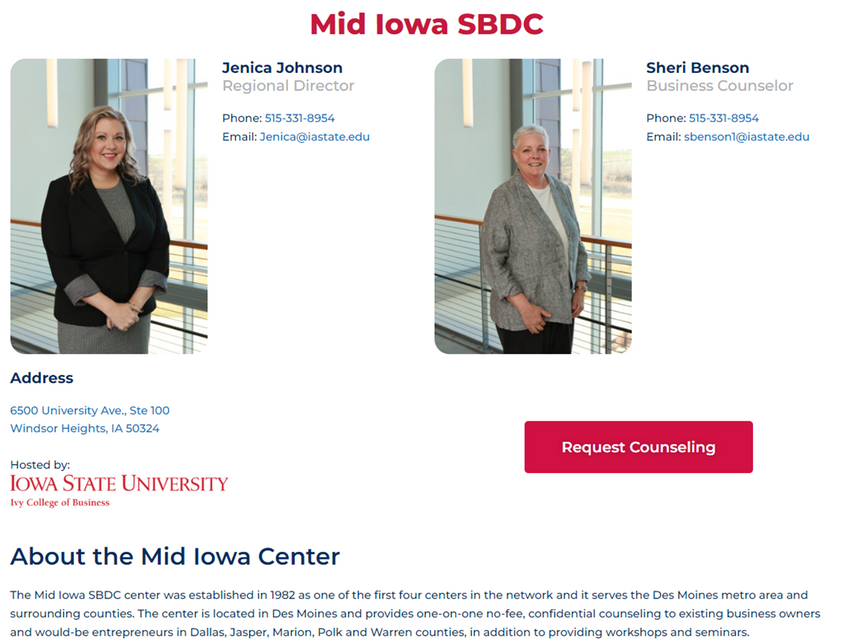 Mid Iowa SBDC
Jenica Johnson
Regional Director
Phone: 515-331-8954
Email: Jenica@iastate.edu
Sheri Benson
Business Counselor
Phone: 515-331-8954
Email: sbenson1@iastate.edu
Address
6500 University Ave., Ste 100
Windsor Heights, IA 50324
Hosted by:
IOWA STATE UNIVERSITY
Ivy College of Business
Request Counseling
About the Mid Iowa Center
The Mid Iowa SBDC center was established in 1982 as one of the first four centers in the network and it serves the Des Moines metro area and
surrounding counties. The center is located in Des Moines and provides one-on-one no-fee, confidential counseling to existing business owners
and would-be entrepreneurs in Dallas, Jasper, Marion, Polk and Warren counties, in addition to providing workshops and seminars.